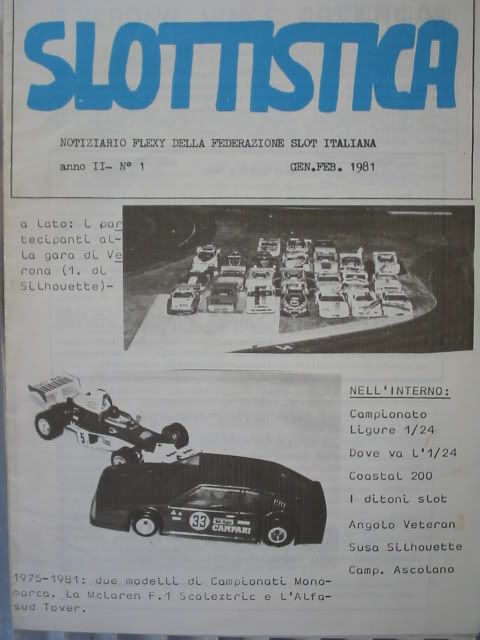 SLOTTISTICA
NOTIZIARIO FLEXY DELLA FEDERAZIONE SLOT ITALIANA
anno II- N° 1 GEN.FEB. 1981
a lato: i par
tecipanti al-
la gara di Ve
rona (1. di
Silhouette)-
NELL'INTERNO:
Campionato
Ligure 1/24
Dove va l'1/24
Coastal 200
I ditoni slot
Angolo Veteran
Susa Silhouette
Camp. Ascolano
5
33
CAMPARI
1975-1981: due modelli di Campionati Mono-
marca. La McLaren F.1 Scalextric e L'Alfa-
sud Tover.